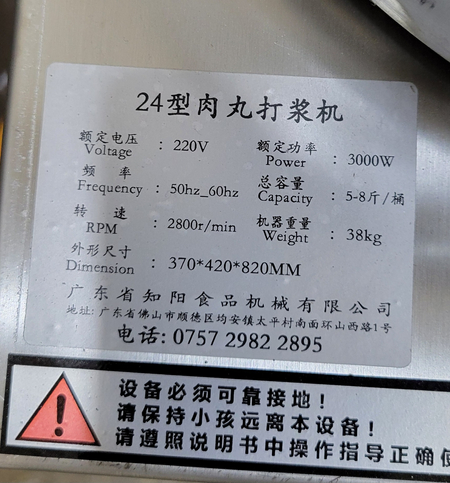 24型肉丸打浆机
额定电压 Voltage : 220V 额定功率 Power : 3000W
频 率 Frequency : 50hz_60hz 总容量 Capacity : 5-8斤/桶
转 速 RPM : 2800r/min 机器重量 Weight : 38kg
外形尺寸 Dimension : 370*420*820MM
广东省知阳食品机械有限公司
地址: 广东省佛山市顺德区均安镇太平村南面环山西路1号
电话: 0757 2982 2895
设备必须可靠接地！
请保持小孩远离本设备！
请遵照说明书中操作指导正确使